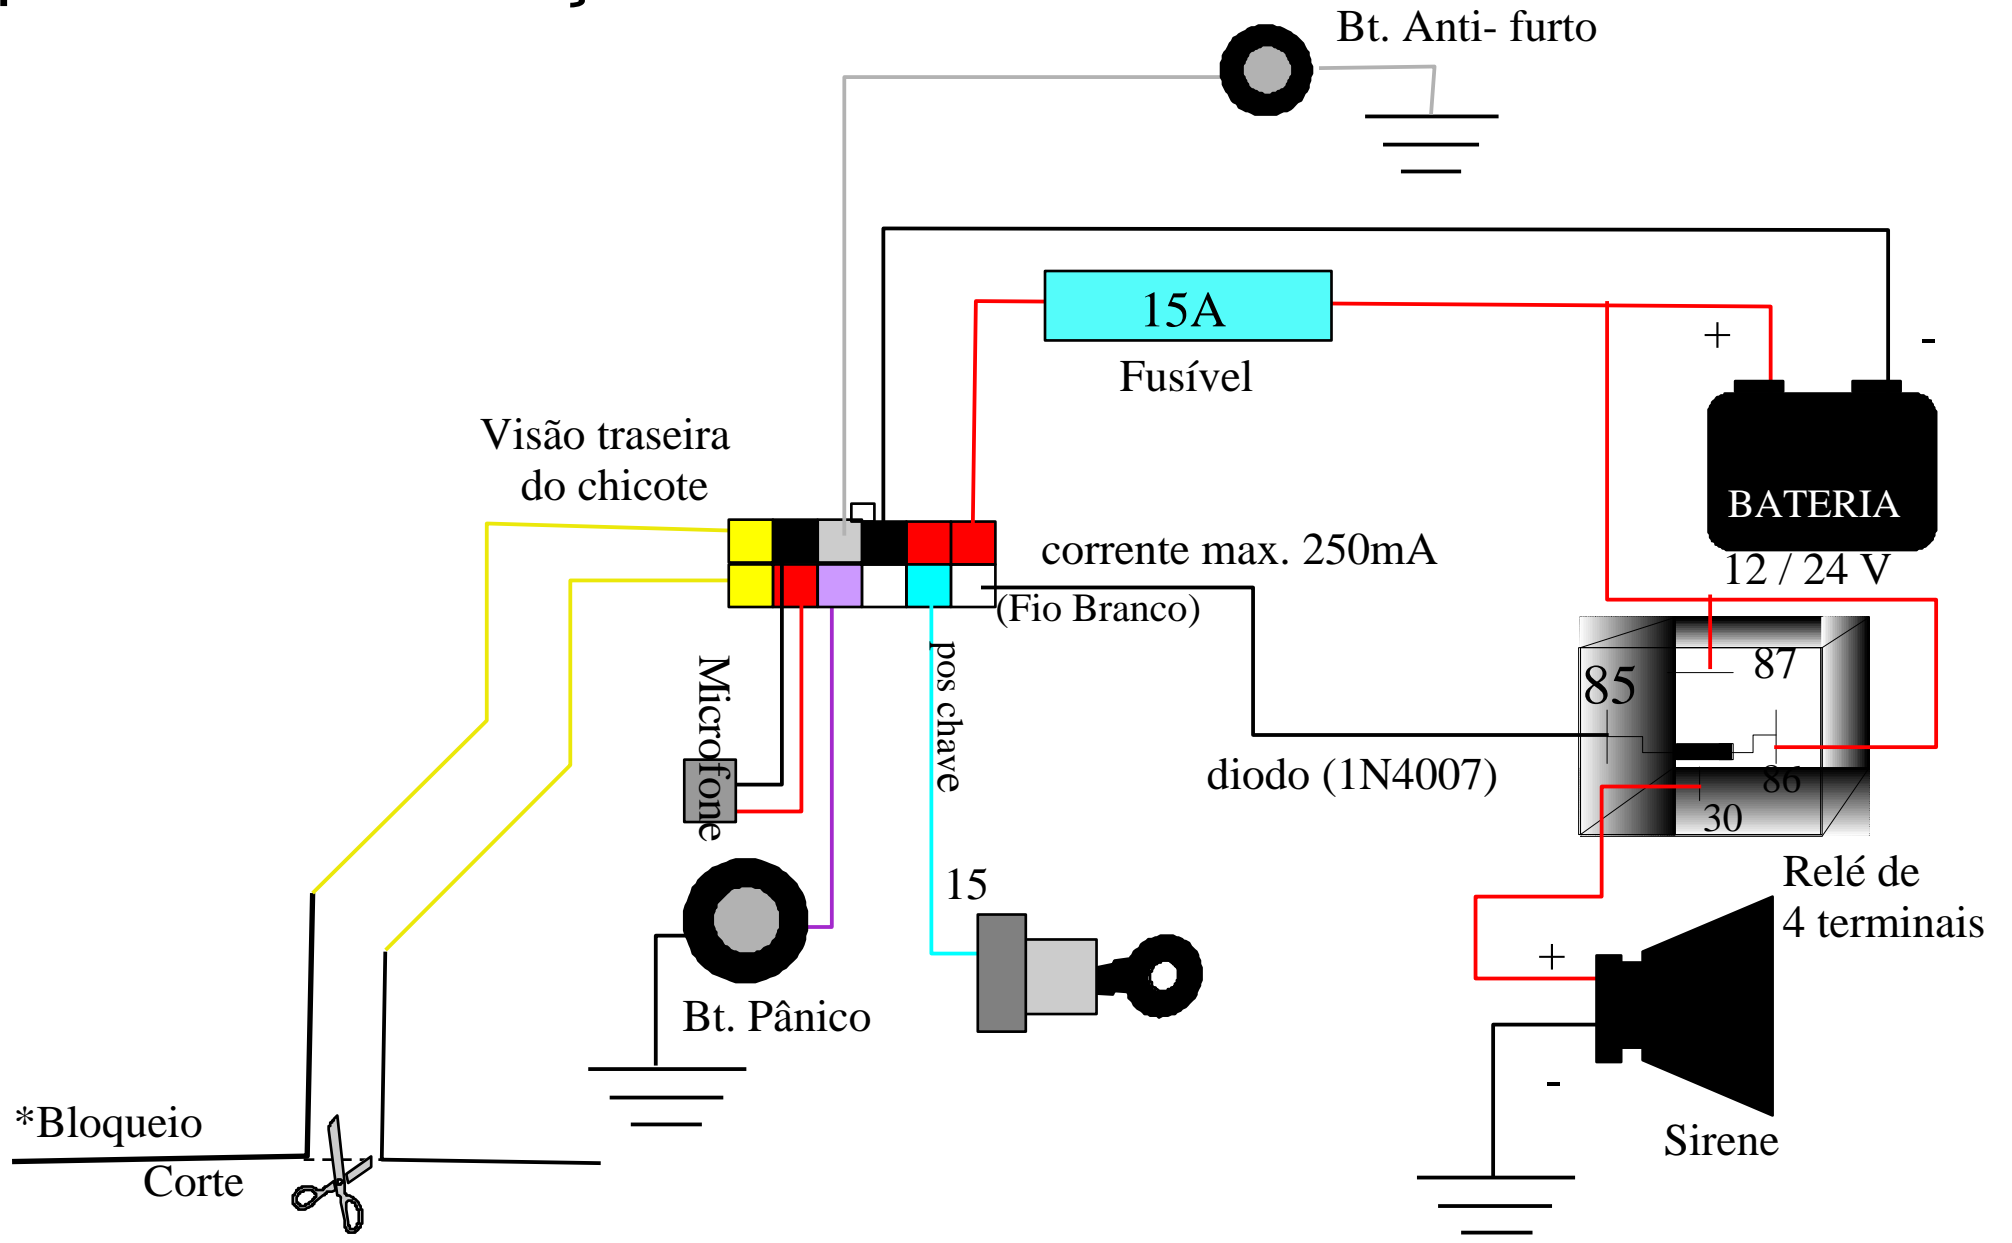 Bt. Anti- furto
15A
Fusível
+
-
Visão traseira
do chicote
BATERIA
12 / 24 V
corrente max. 250mA
(Fio Branco)
Microfone
pos chave
85
87
86
30
diodo (1N4007)
Relé de
4 terminais
15
Bt. Pânico
+
-
Sirene
*Bloqueio
Corte